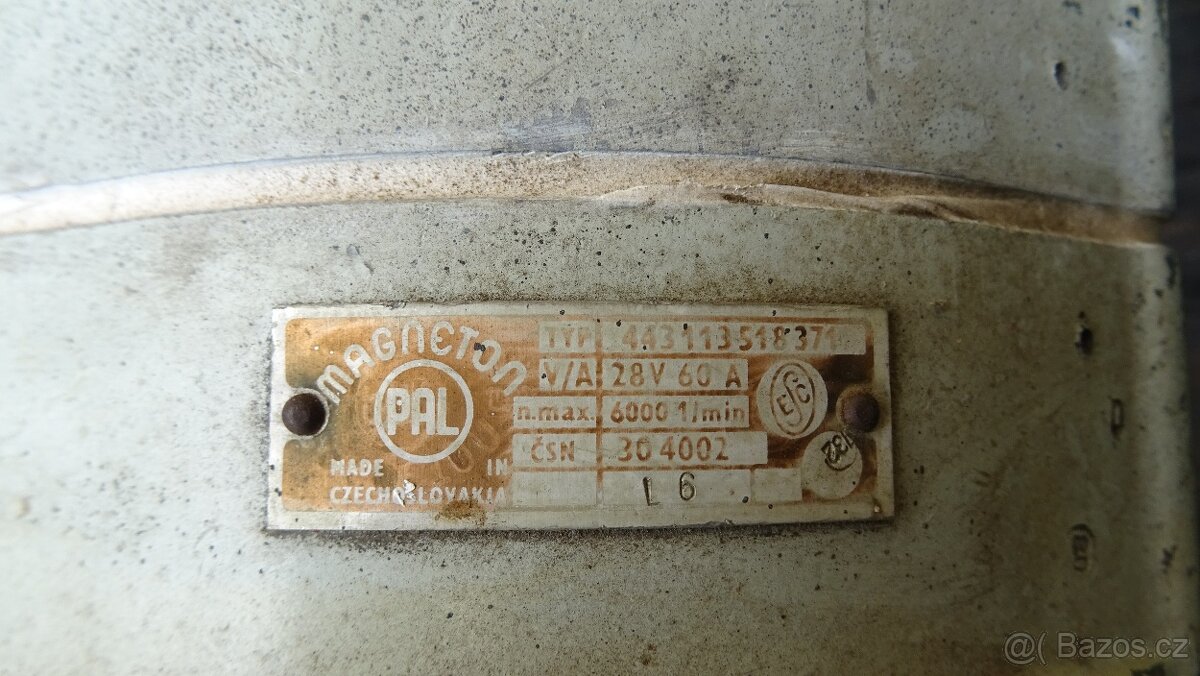 MAGNETON
PAL
MADE IN
CZECHOSLOVAKIA
TYP 443 113 518 371
V/A 28V 60 A
n.max. 6000 1/min
ČSN 30 4002
L 6
ESČ
@( Bazos.cz